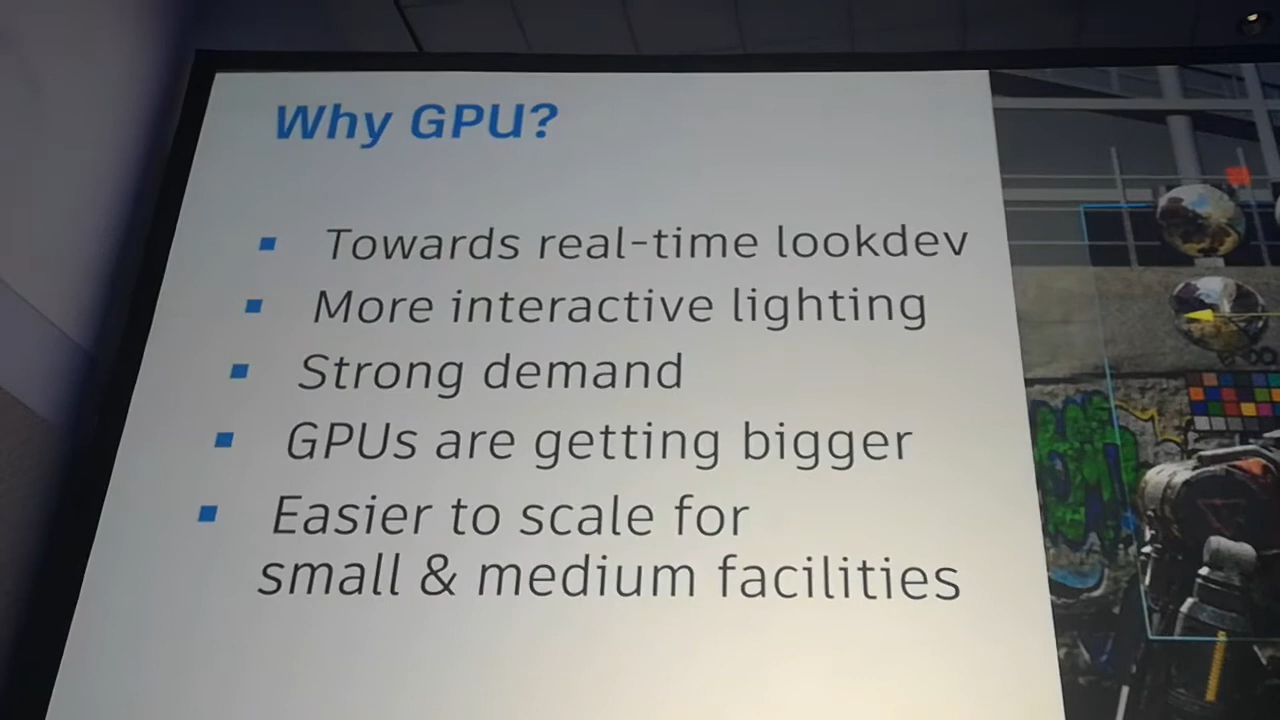 Why GPU?
Towards real-time lookdev
More interactive lighting
Strong demand
GPUs are getting bigger
Easier to scale for
small & medium facilities